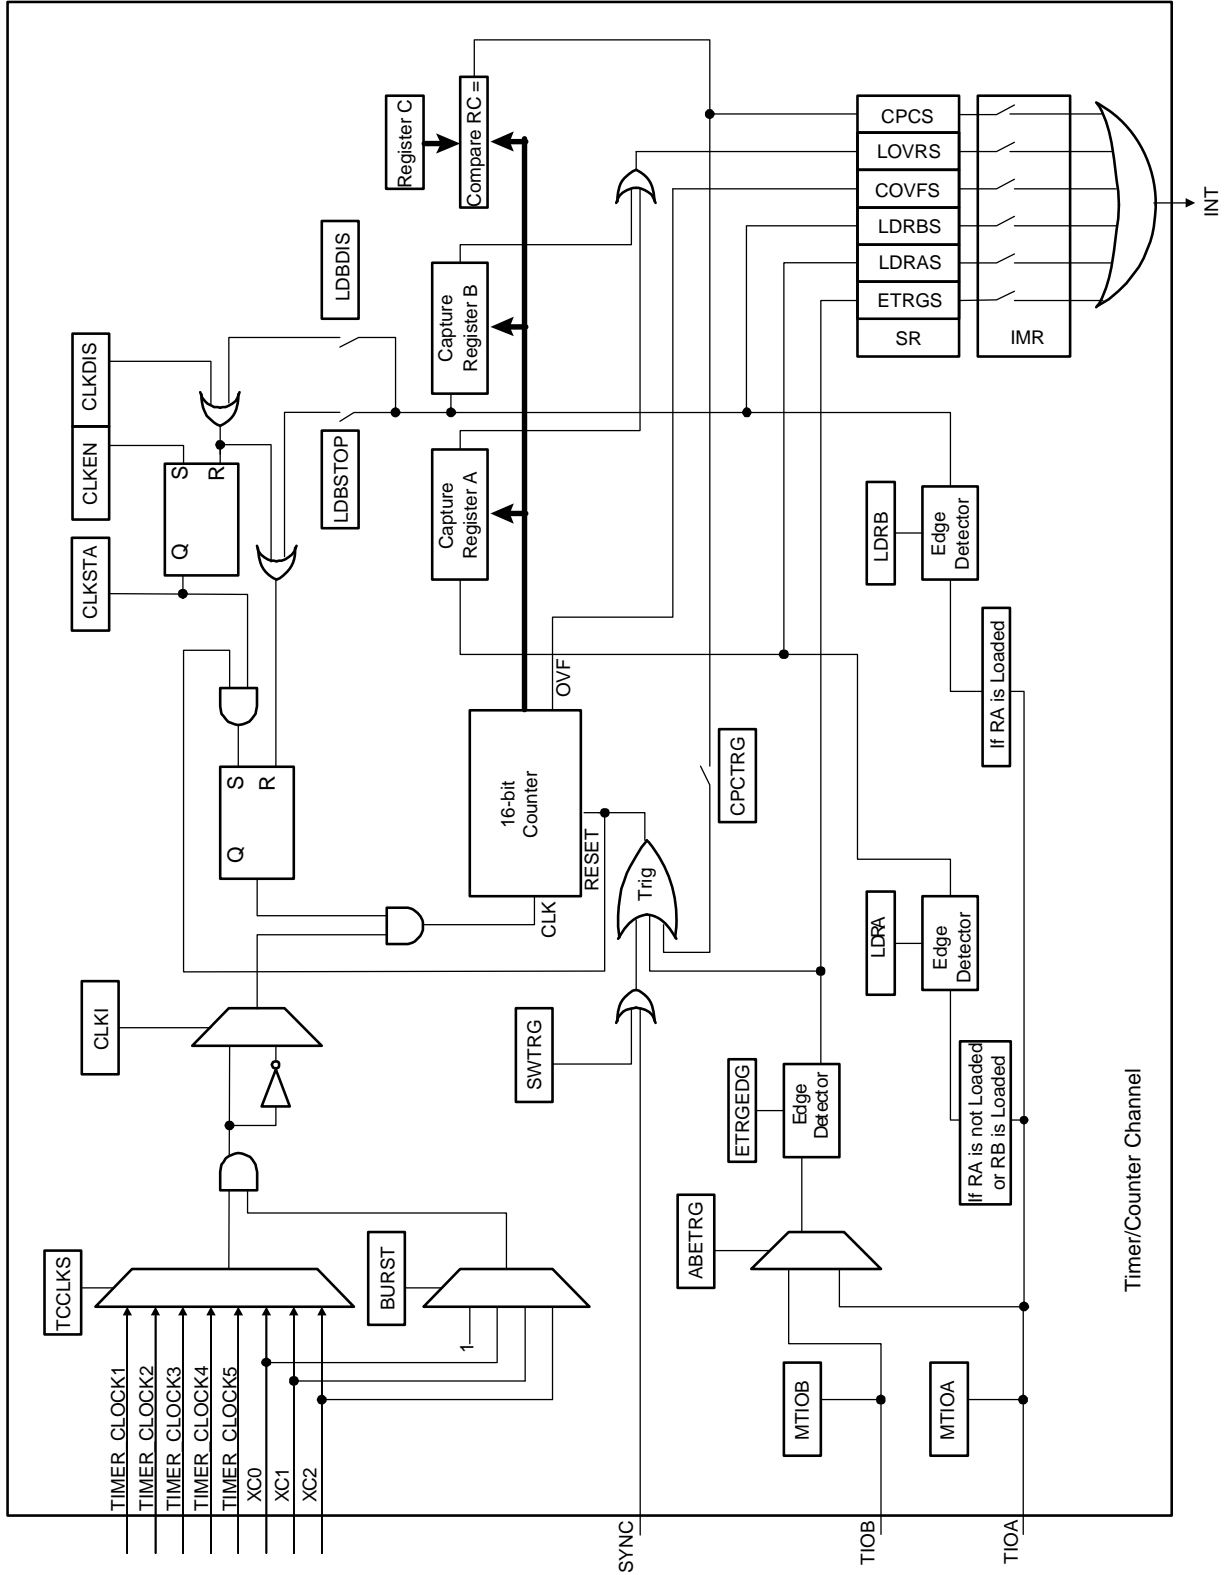 TCCLKS
TIMER_CLOCK1
TIMER_CLOCK2
TIMER_CLOCK3
TIMER_CLOCK4
TIMER_CLOCK5
XC0
XC1
XC2
BURST
1
CLKI
CLKSTA
CLKEN
CLKDIS
Q
S
R
Q
S
R
LDBSTOP
LDBDIS
Register C
Capture
Register A
Capture
Register B
Compare RC =
16-bit
Counter
CLK
OVF
RESET
SWTRG
SYNC
Trig
CPCTRG
ABETRG
ETRGEDG
Edge
Detector
MTIOB
TIOB
MTIOA
TIOA
LDRA
Edge
Detector
If RA is not Loaded
or RB is Loaded
LDRB
Edge
Detector
If RA is Loaded
SR
ETRGS
LDRAS
LDRBS
COVFS
LOVRS
CPCS
IMR
INT
Timer/Counter Channel